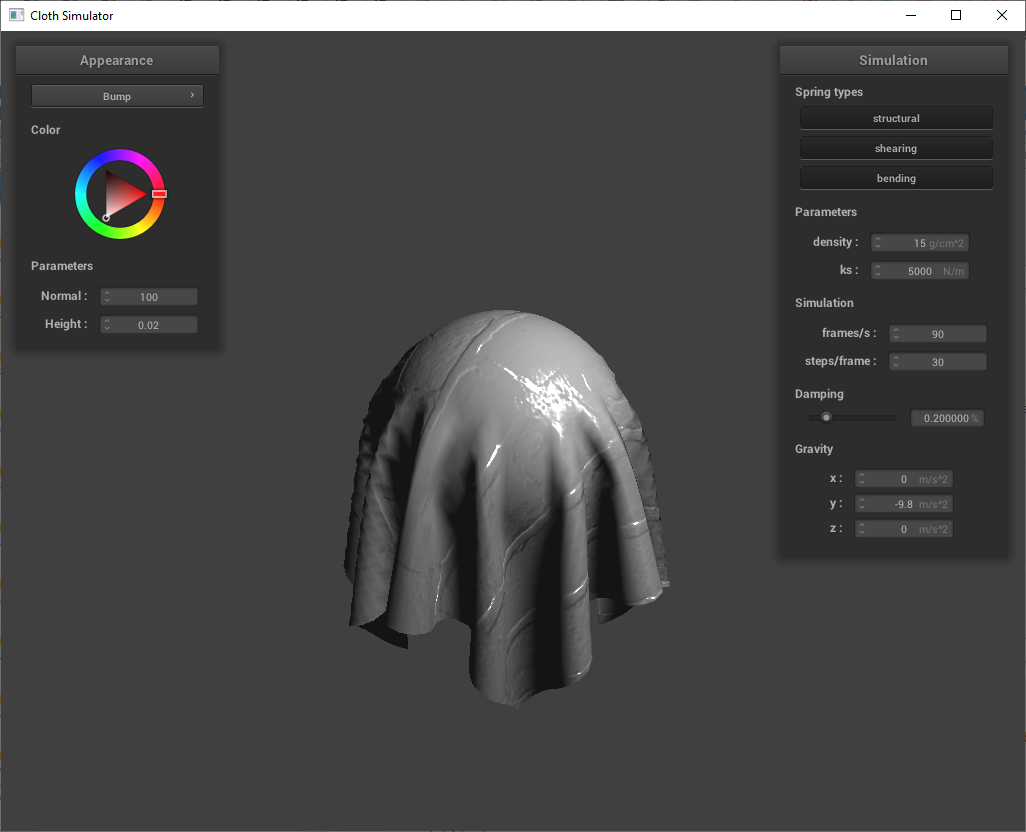 Cloth Simulator
Appearance
Bump
Color
Parameters
Normal : 100
Height : 0.02
Simulation
Spring types
structural
shearing
bending
Parameters
density : 15 g/cm^2
ks : 5000 N/m
Simulation
frames/s : 90
steps/frame : 30
Damping
0.200000 %
Gravity
x : 0 m/s^2
y : -9.8 m/s^2
z : 0 m/s^2